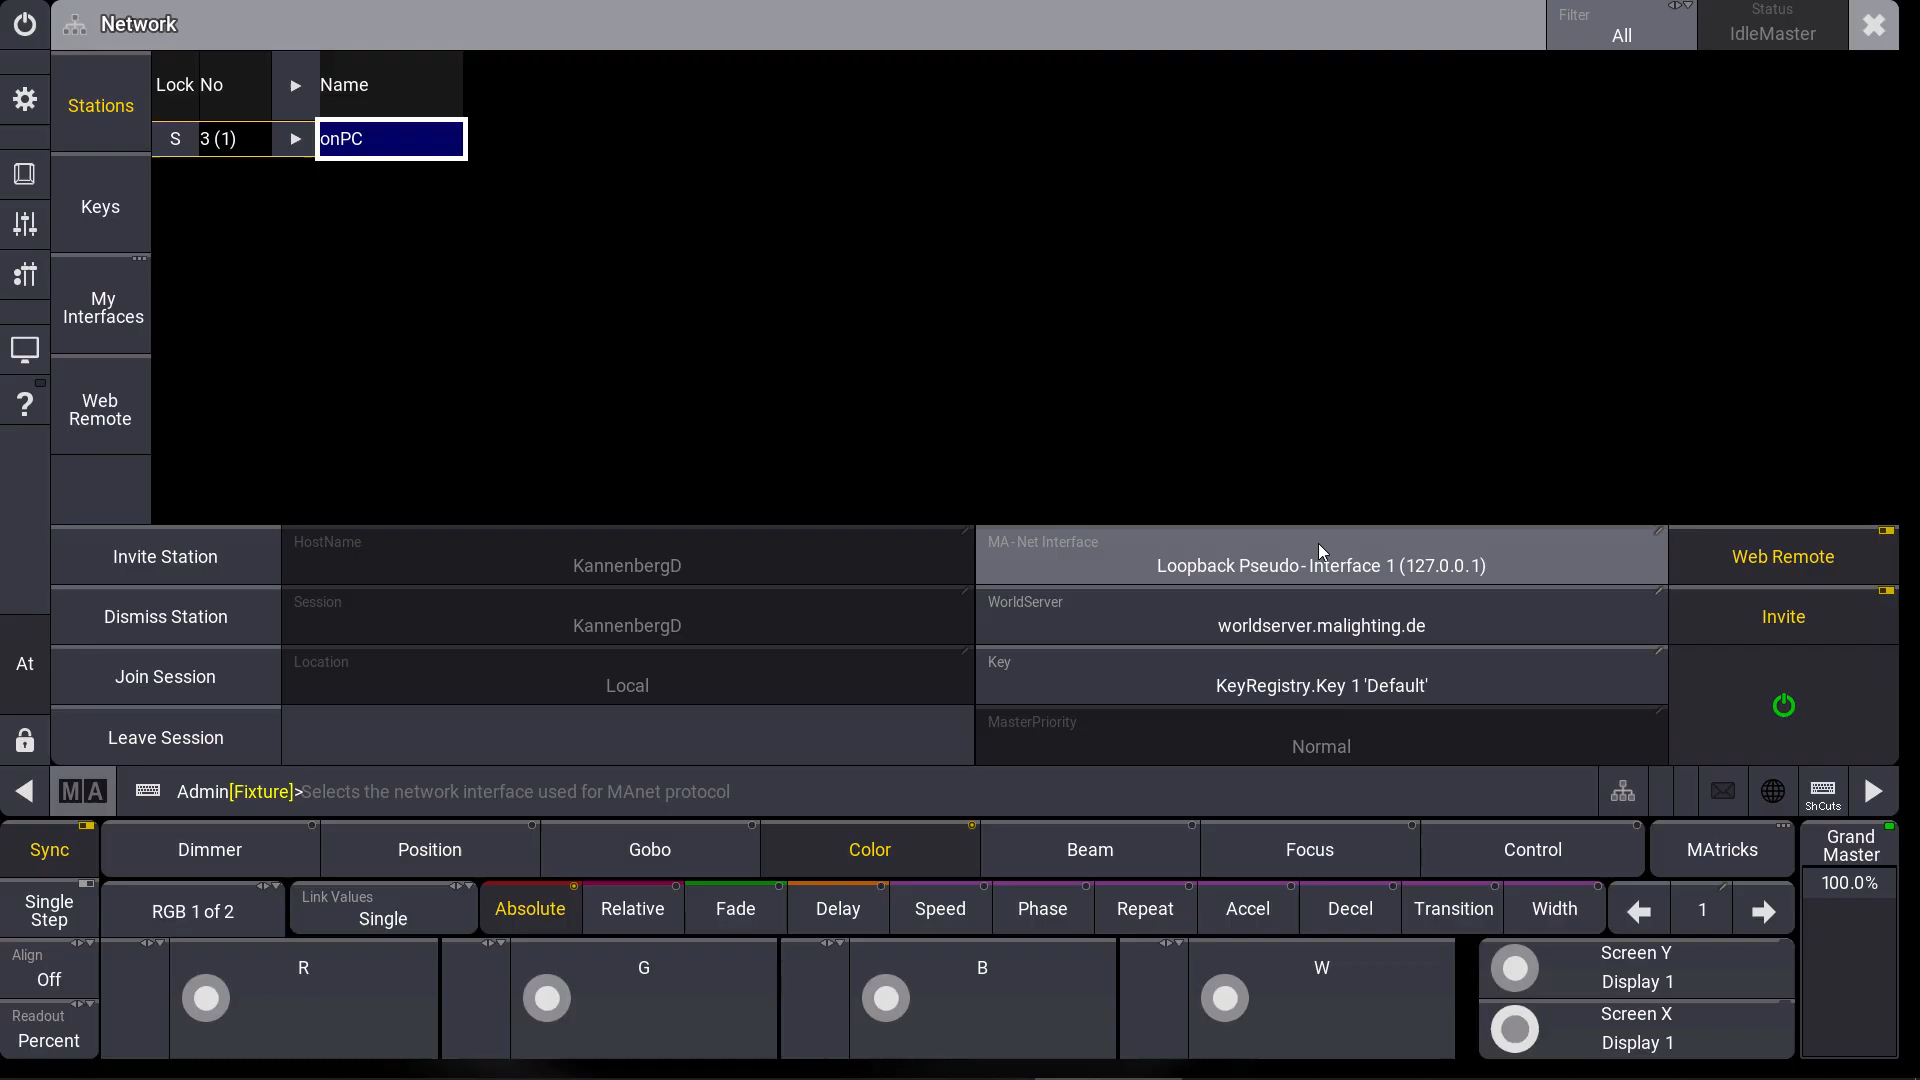 Network
Filter
All
Status
IdleMaster
Stations
Lock No
Name
S
3 (1)
onPC
Keys
My
Interfaces
Web
Remote
?
Invite Station
HostName
KannenbergD
MA-Net Interface
Loopback Pseudo-Interface 1 (127.0.0.1)
Web Remote
Dismiss Station
Session
KannenbergD
WorldServer
worldserver.malighting.de
Invite
At
Join Session
Location
Local
Key
KeyRegistry.Key 1 'Default'
Leave Session
MasterPriority
Normal
MA
Admin[Fixture]>Selects the network interface used for MAnet protocol
ShCuts
Sync
Dimmer
Position
Gobo
Color
Beam
Focus
Control
MAtricks
Grand
Master
100.0%
Single
Step
RGB 1 of 2
Link Values
Single
Absolute
Relative
Fade
Delay
Speed
Phase
Repeat
Accel
Decel
Transition
Width
1
Align
Off
R
G
B
W
Screen Y
Display 1
Readout
Percent
Screen X
Display 1